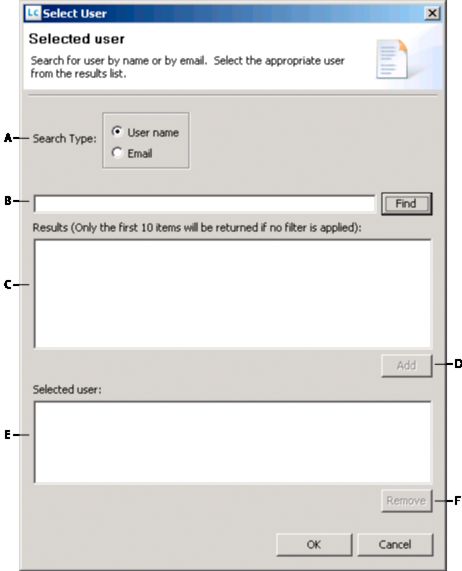 LC Select User
Selected user
Search for user by name or by email. Select the appropriate user
from the results list.
A
Search Type:
User name
Email
B
Find
Results (Only the first 10 items will be returned if no filter is applied):
C
Add
D
Selected user:
E
Remove
F
OK
Cancel